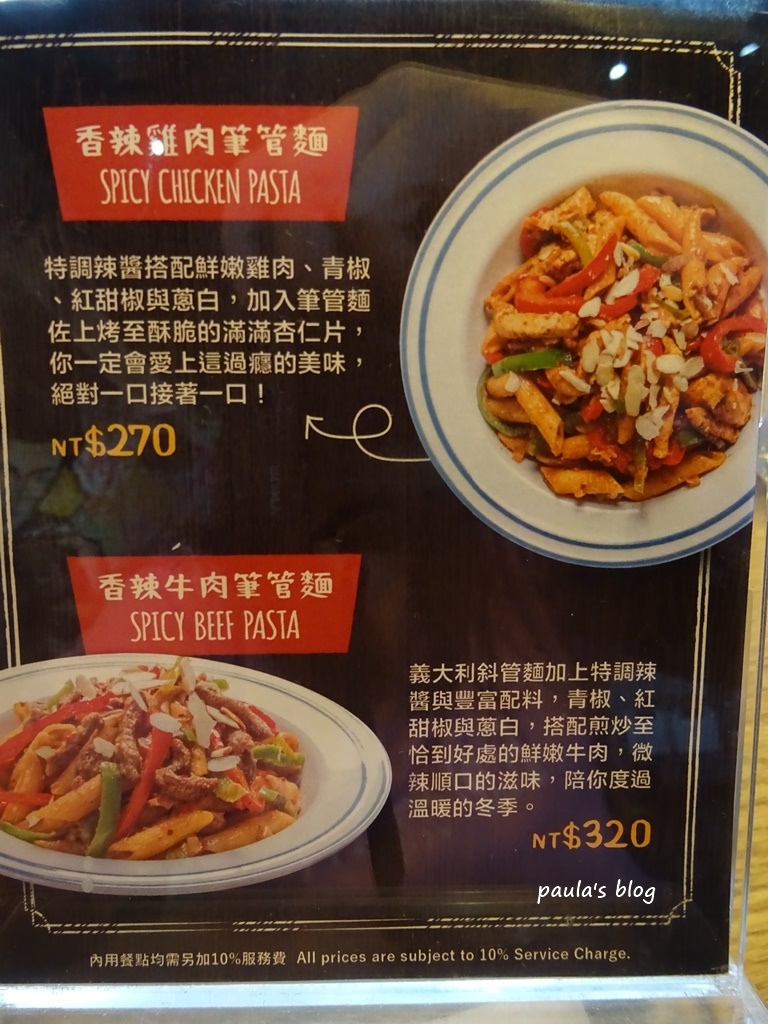 香辣雞肉筆管麵
SPICY CHICKEN PASTA
特調辣醬搭配鮮嫩雞肉、青椒
、紅甜椒與蔥白，加入筆管麵
佐上烤至酥脆的滿滿杏仁片，
你一定會愛上這過癮的美味，
絕對一口接著一口！
NT$270
香辣牛肉筆管麵
SPICY BEEF PASTA
義大利斜管麵加上特調辣
醬與豐富配料，青椒、紅
甜椒與蔥白，搭配煎炒至
恰到好處的鮮嫩牛肉，微
辣順口的滋味，陪你度過
溫暖的冬季。
NT$320
paula's blog
內用餐點均需另加10%服務費 All prices are subject to 10% Service Charge.